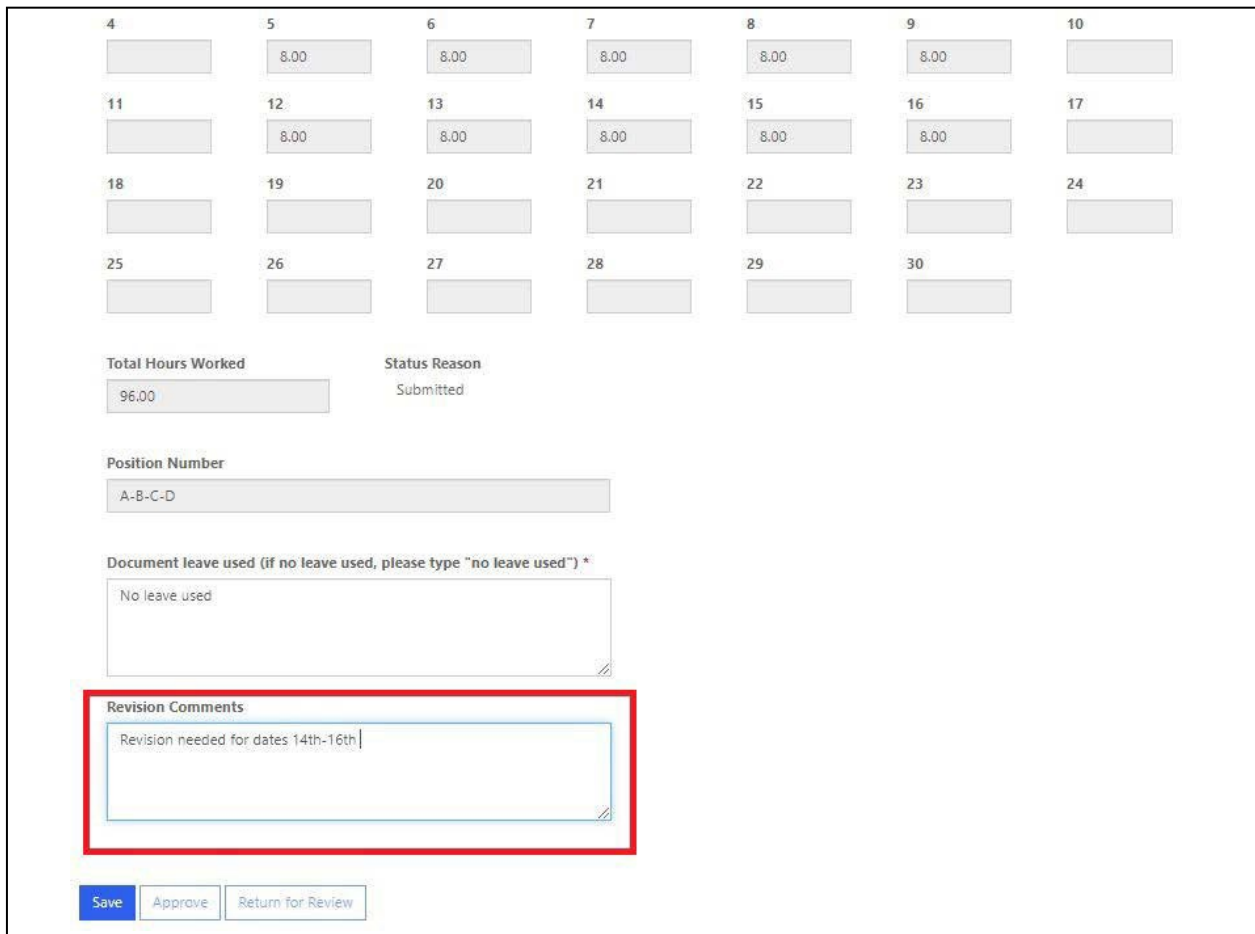 4 5 6 7 8 9 10
8.00 8.00 8.00 8.00 8.00
11 12 13 14 15 16 17
8.00 8.00 8.00 8.00 8.00
18 19 20 21 22 23 24
25 26 27 28 29 30
Total Hours Worked Status Reason
96.00 Submitted
Position Number
A-B-C-D
Document leave used (if no leave used, please type "no leave used") *
No leave used
Revision Comments
Revision needed for dates 14th-16th
Save Approve Return for Review